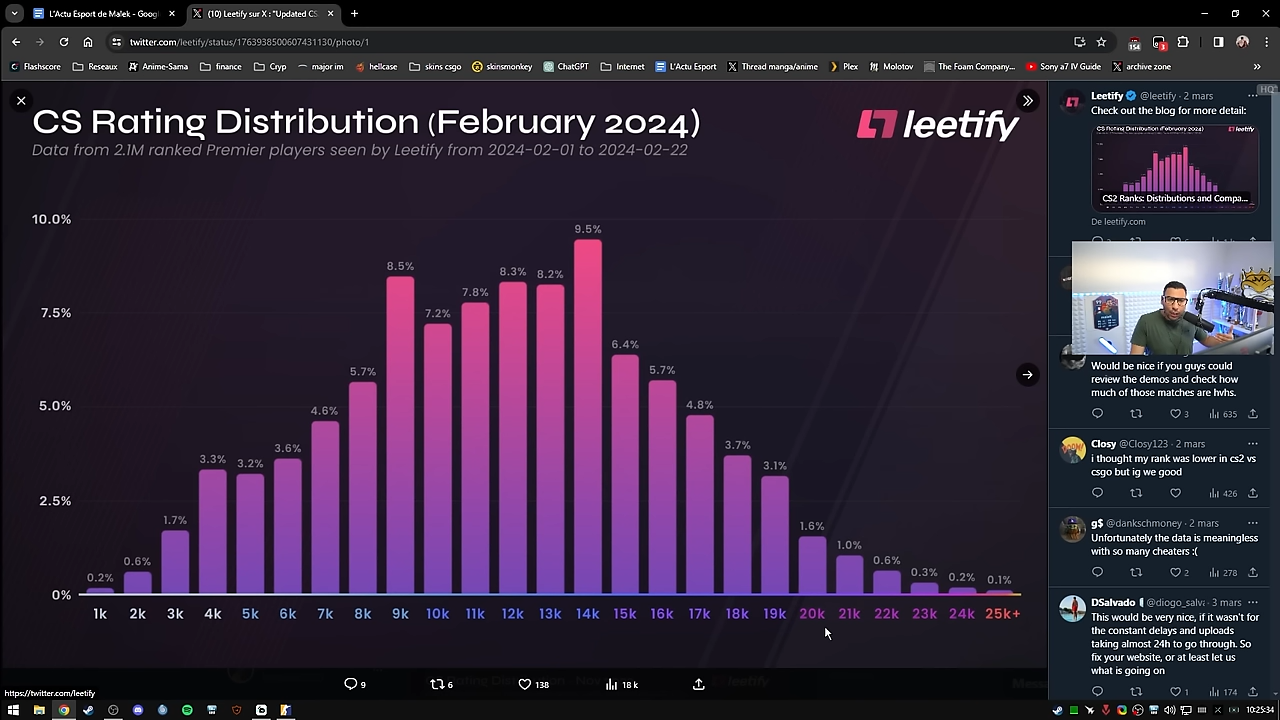 L'Actu Esport de Malek - Googl
(10) Leetify sur X : "Updated CS
twitter.com/leetify/status/1763938500607431130/photo/1
154
3
Flashscore
Reseaux
Anime-Sama
finance
Cryp
major im
hellcase
skins csgo
skinsmonkey
ChatGPT
Internet
L'Actu Esport
Thread manga/anime
Plex
Molotov
The Foam Company...
Sony a7 IV Guide
archive zone
CS Rating Distribution (February 2024)
Data from 2.1M ranked Premier players seen by Leetify from 2024-02-01 to 2024-02-22
leetify
10.0%
7.5%
5.0%
2.5%
0%
0.2%
0.6%
1.7%
3.3%
3.2%
3.6%
4.6%
5.7%
8.5%
7.2%
7.8%
8.3%
8.2%
9.5%
6.4%
5.7%
4.8%
3.7%
3.1%
1.6%
1.0%
0.6%
0.3%
0.2%
0.1%
1k 2k 3k 4k 5k 6k 7k 8k 9k 10k 11k 12k 13k 14k 15k 16k 17k 18k 19k 20k 21k 22k 23k 24k 25k+
9 6 138 18 k
https://twitter.com/leetify
HQ
Leetify @leetify · 2 mars
Check out the blog for more detail:
CS Rating Distribution (February 2024)
leetify
CS2 Ranks: Distributions and Compa...
De leetify.com
Would be nice if you guys could
review the demos and check how
much of those matches are hvhs.
3 635
Closy @Closy123 · 2 mars
i thought my rank was lower in cs2 vs
csgo but ig we good
426
g$ @dankschmoney · 2 mars
Unfortunately the data is meaningless
with so many cheaters :(
2 278
DSalvado @diogo_salv: · 3 mars
This would be very nice, if it wasn't for
the constant delays and uploads
taking almost 24h to go through. So
fix your website, or at least let us
what is going on
1 174
10:25:34